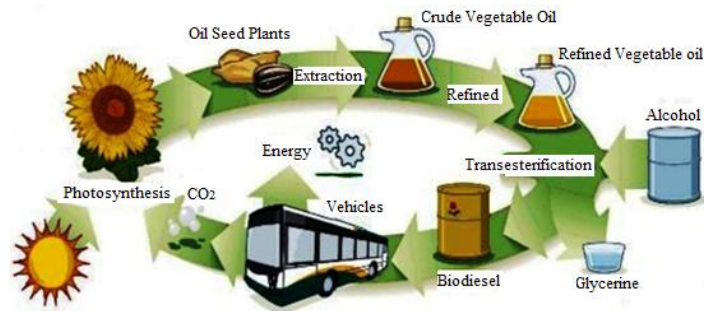 Crude Vegetable Oil
Oil Seed Plants
Refined Vegetable oil
Extraction
Refined
Alcohol
Energy
Transesterification
Photosynthesis
CO₂
Vehicles
Biodiesel
Glycerine